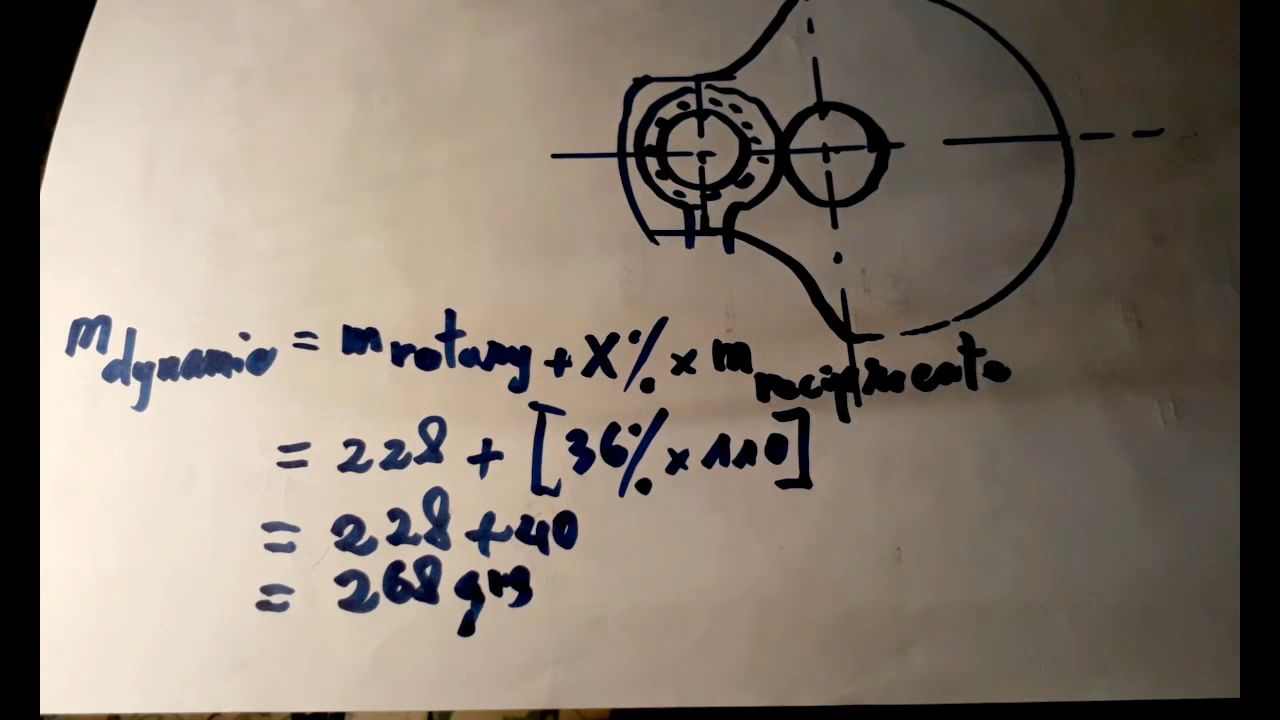 m dynamic = m rotary + X% × m reciprocate
= 228 + [36% × 110]
= 228 + 40
= 268 grs